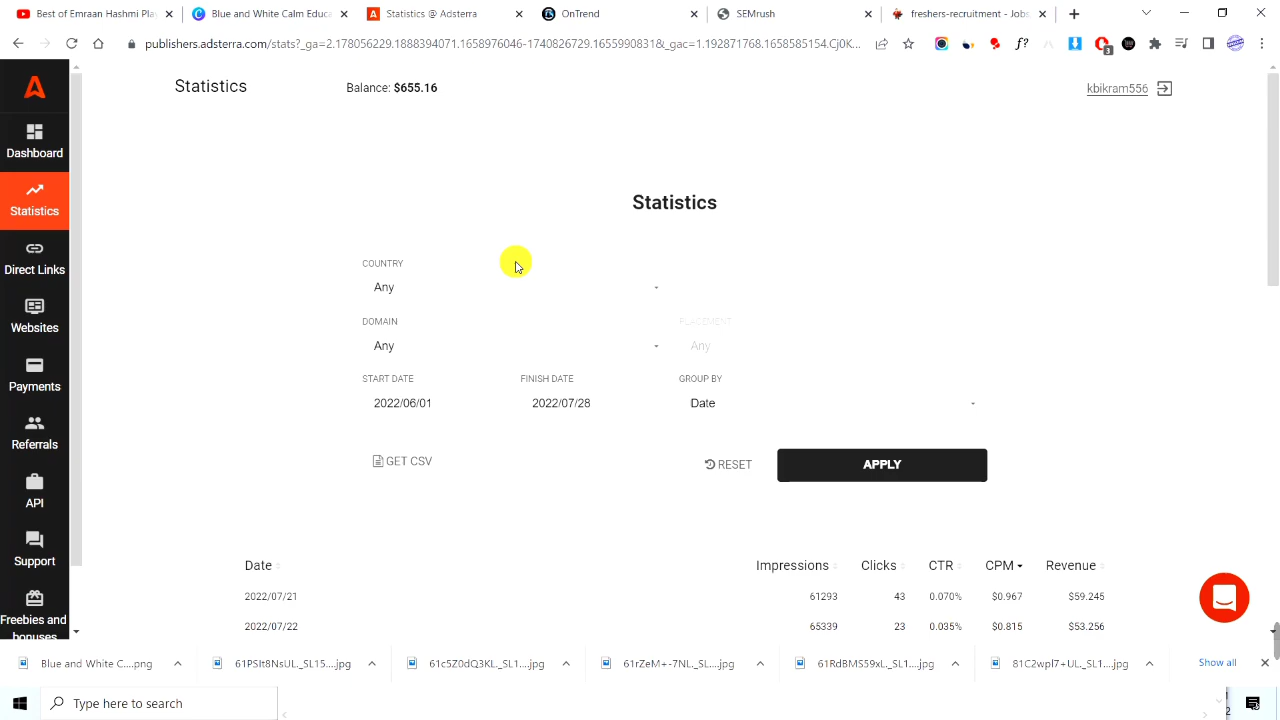 Best of Emraan Hashmi Play
Blue and White Calm Educa
Statistics @ Adsterra
OnTrend
SEMrush
freshers-recruitment - Jobs.
publishers.adsterra.com/stats?_ga=2.178056229.1888384071.1658976046-1740826729.1655990831&_gac=1.192871768.1658585154.Cj0K...
3
Statistics
Balance: $655.16
kbikram556
Dashboard
Statistics
Direct Links
Websites
Payments
Referrals
API
Support
Freebies and
bonuses
Statistics
COUNTRY
Any
DOMAIN
PLACEMENT
Any
Any
START DATE
FINISH DATE
GROUP BY
2022/06/01
2022/07/28
Date
GET CSV
RESET
APPLY
Date Impressions Clicks CTR CPM Revenue
2022/07/21 61293 43 0.070% $0.967 $59.245
2022/07/22 65339 23 0.035% $0.815 $53.256
Blue and White C....png
61PSIt8NsUL._SL15....jpg
61c5Z0dQ3KL._SL1....jpg
61rZeM+-7NL._SL....jpg
61RdBMS59xL._SL1....jpg
81C2wpl7+UL._SL1....jpg
Show all
Type here to search